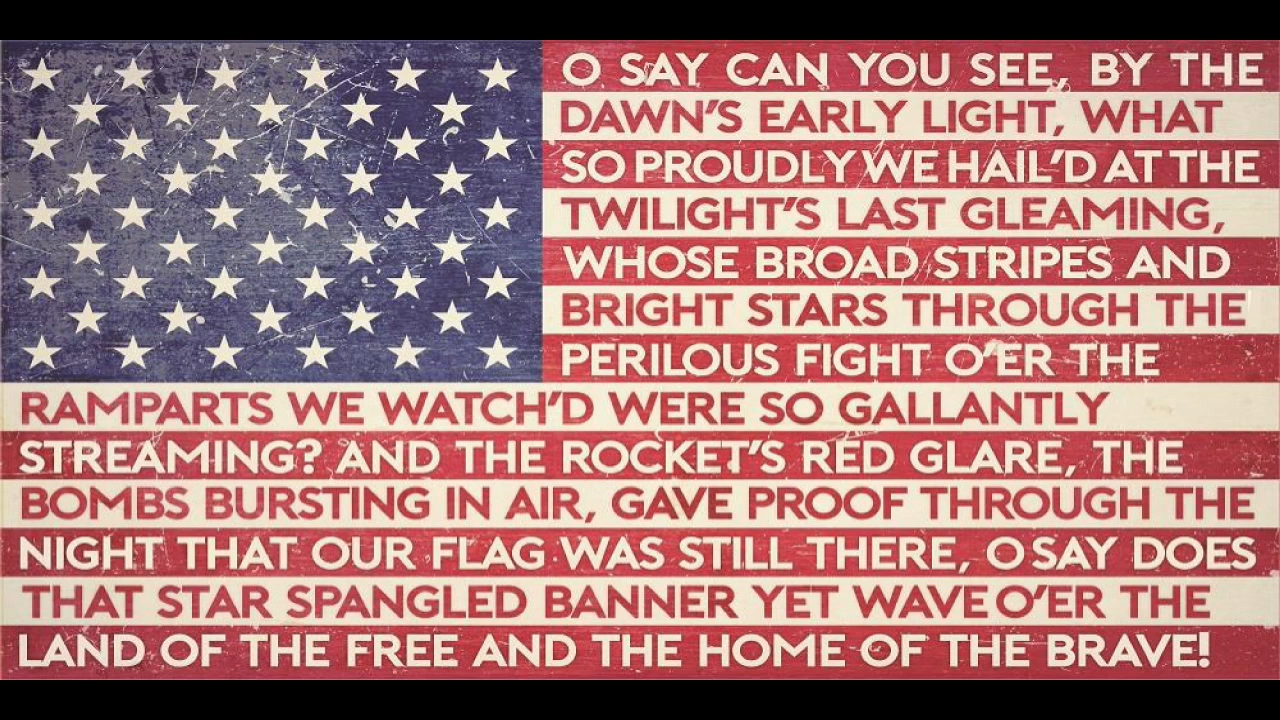 O SAY CAN YOU SEE, BY THE
DAWN'S EARLY LIGHT, WHAT
SO PROUDLY WE HAIL'D AT THE
TWILIGHT'S LAST GLEAMING,
WHOSE BROAD STRIPES AND
BRIGHT STARS THROUGH THE
PERILOUS FIGHT O'ER THE
RAMPARTS WE WATCH'D WERE SO GALLANTLY
STREAMING? AND THE ROCKET'S RED GLARE, THE
BOMBS BURSTING IN AIR, GAVE PROOF THROUGH THE
NIGHT THAT OUR FLAG WAS STILL THERE, O SAY DOES
THAT STAR SPANGLED BANNER YET WAVE O'ER THE
LAND OF THE FREE AND THE HOME OF THE BRAVE!